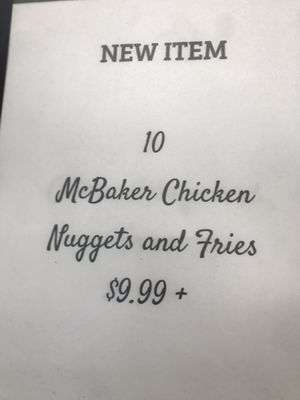 NEW ITEM
10
McBaker Chicken
Nuggets and Fries
$9.99 +